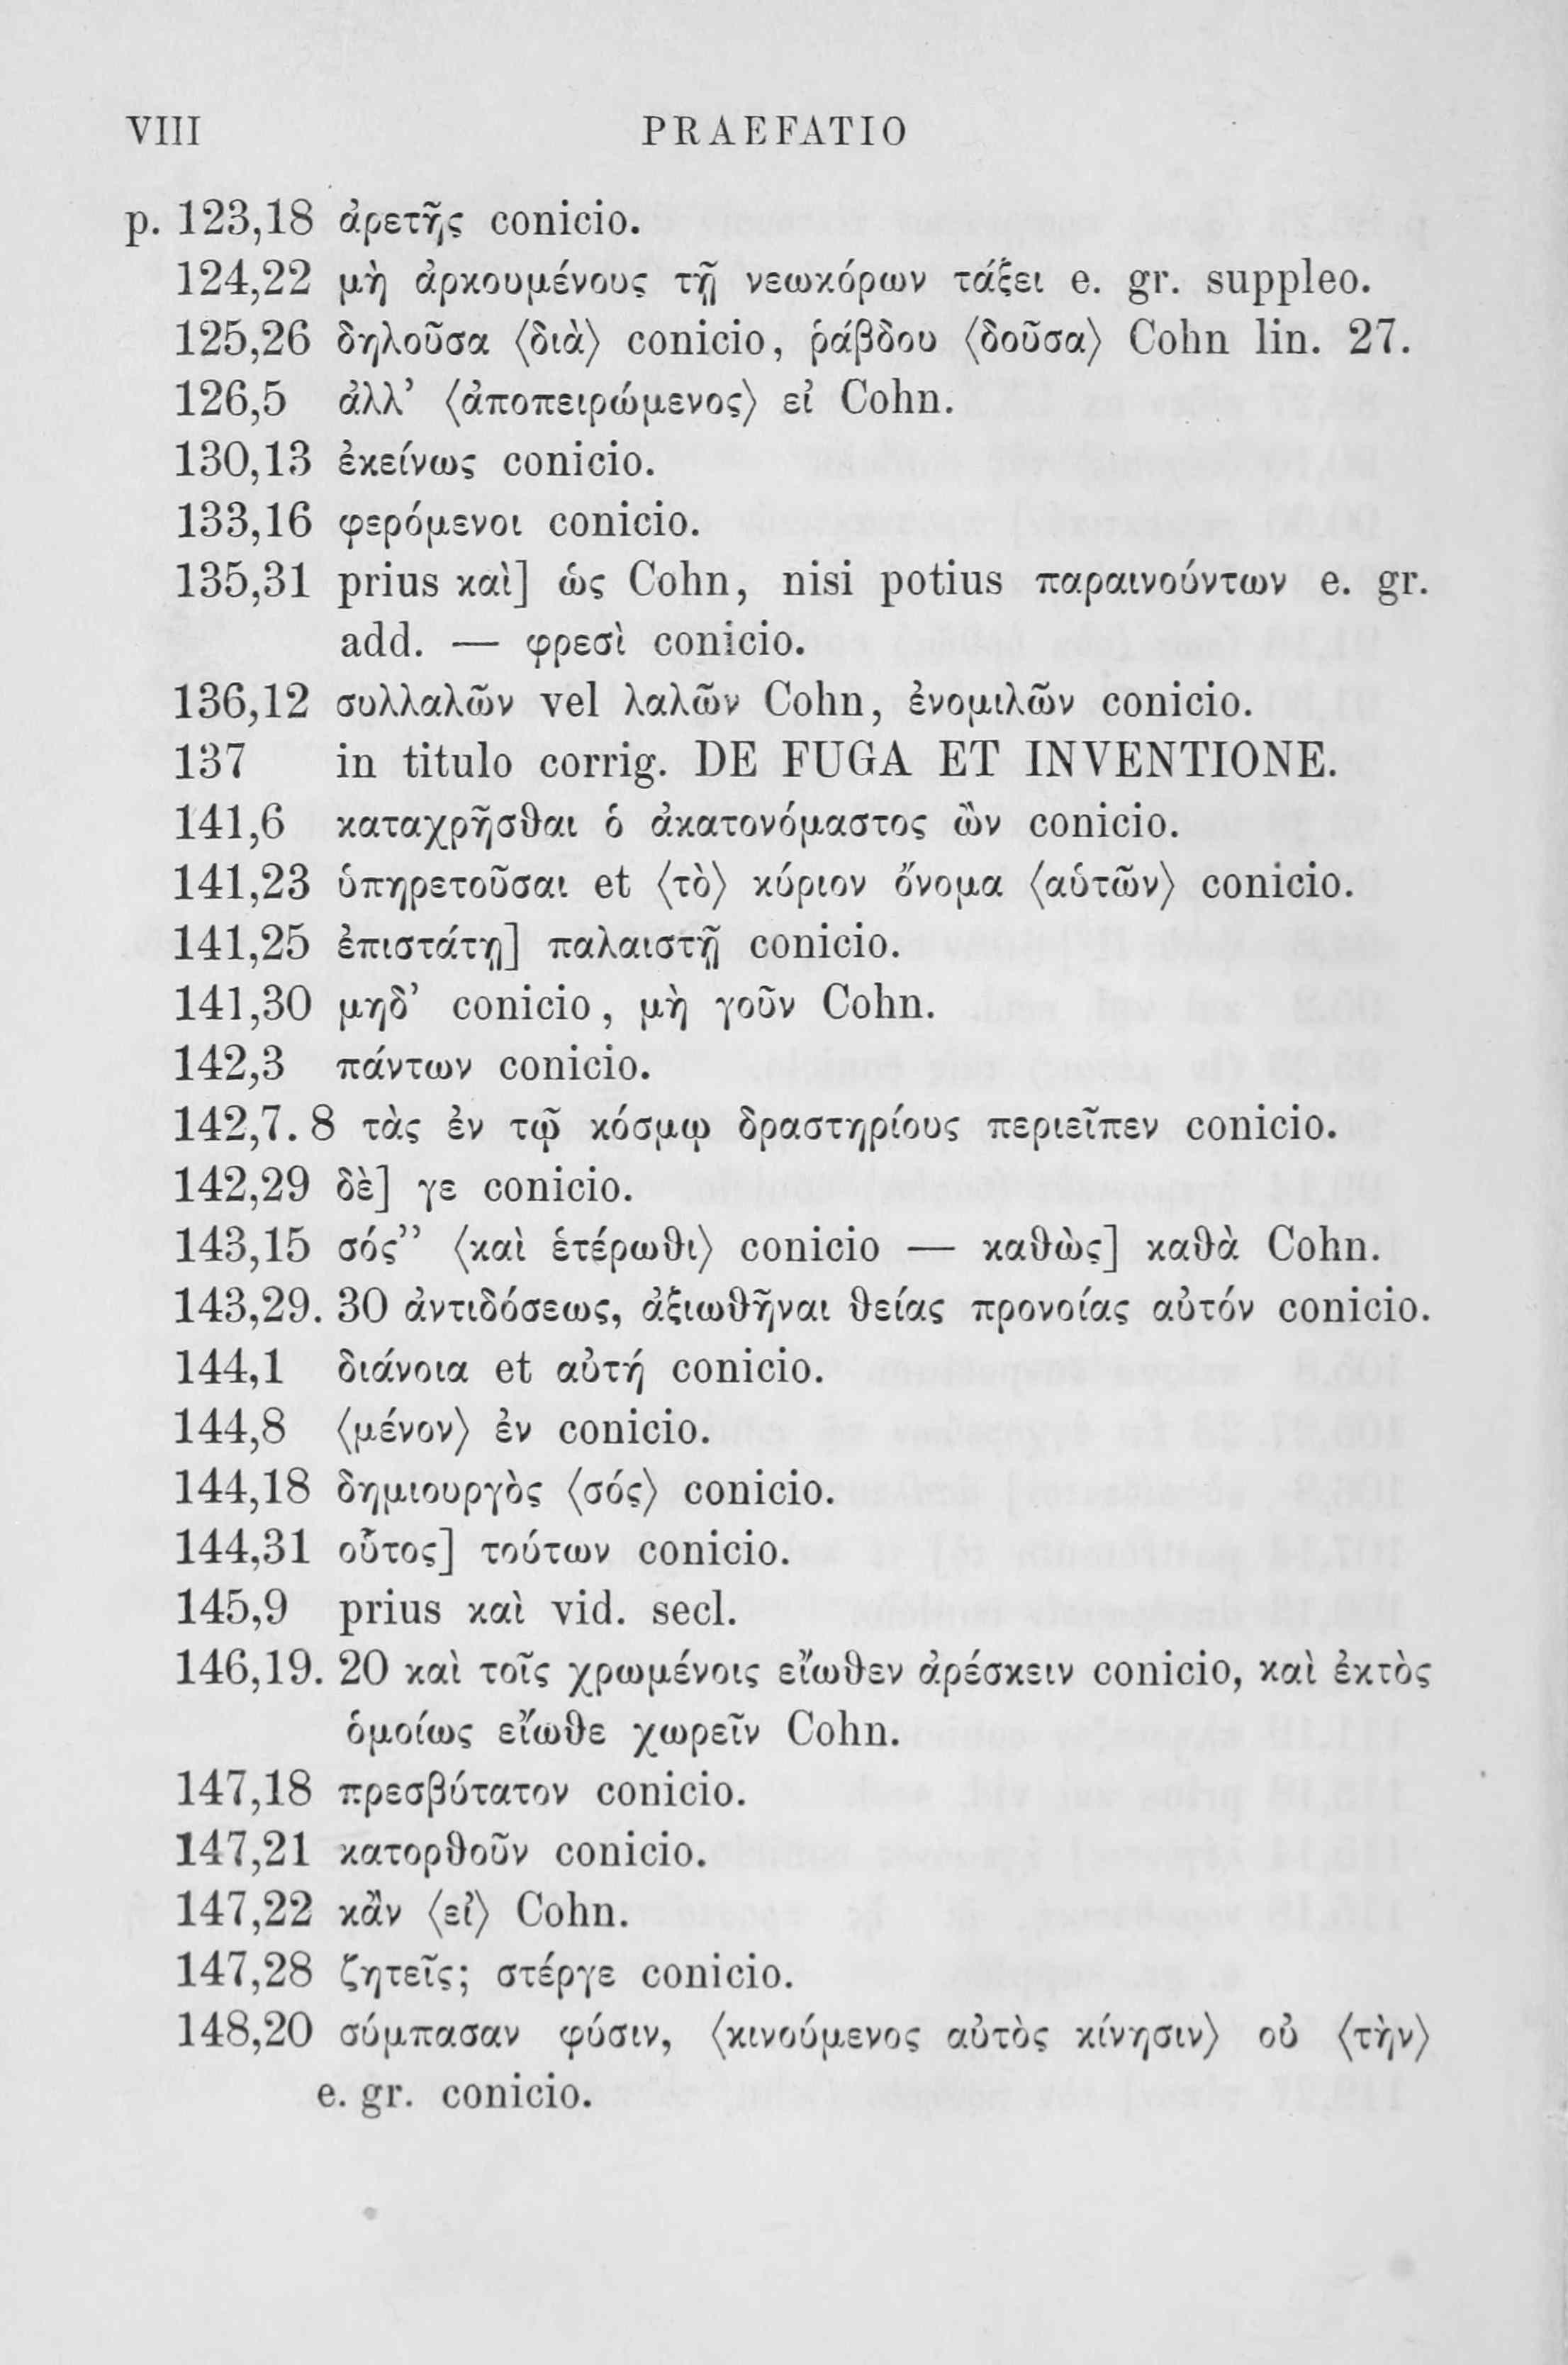 VIII PRAEFATIO
p. 123,18 ἀρετῆς conicio.
124,22 μὴ ἀρκουμένους τῇ νεωκόρων τάξει e. gr. suppleo.
125,26 δηλοῦσα ⟨διὰ⟩ conicio, ῥάβδου ⟨δοῦσα⟩ Cohn lin. 27.
126,5 ἀλλ’ ⟨ἀποπειρώμενος⟩ εἰ Cohn.
130,13 ἐκείνως conicio.
133,16 φερόμενοι conicio.
135,31 prius καὶ] ὡς Cohn, nisi potius παραινούντων e. gr.
add. — φρεσὶ conicio.
136,12 συλλαλῶν vel λαλῶν Cohn, ἐνομιλῶν conicio.
137 in titulo corrig. DE FUGA ET INVENTIONE.
141,6 καταχρῆσθαι ὁ ἀκατονόμαστος ὢν conicio.
141,23 ὑπηρετοῦσαι et ⟨τὸ⟩ κύριον ὄνομα ⟨αὑτῶν⟩ conicio.
141,25 ἐπιστάτῃ] παλαιστῇ conicio.
141,30 μηδ’ conicio, μὴ γοῦν Cohn.
142,3 πάντων conicio.
142,7. 8 τὰς ἐν τῷ κόσμῳ δραστηρίους περιεῖπεν conicio.
142,29 δὲ] γε conicio.
143,15 σός” ⟨καὶ ἑτέρωθι⟩ conicio — καθὼς] καθὰ Cohn.
143,29. 30 ἀντιδόσεως, ἀξιωθῆναι θείας προνοίας αὐτόν conicio.
144,1 διάνοια et αὐτή conicio.
144,8 ⟨μένον⟩ ἐν conicio.
144,18 δημιουργὸς ⟨σός⟩ conicio.
144,31 οὗτος] τούτων conicio.
145,9 prius καὶ vid. secl.
146,19. 20 καὶ τοῖς χρωμένοις εἴωθεν ἀρέσκειν conicio, καὶ ἐκτὸς
ὁμοίως εἴωθε χωρεῖν Cohn.
147,18 πρεσβύτατον conicio.
147,21 κατορθοῦν conicio.
147,22 κἂν ⟨εἰ⟩ Cohn.
147,28 ζητεῖς; στέργε conicio.
148,20 σύμπασαν φύσιν, ⟨κινούμενος αὐτὸς κίνησιν⟩ οὐ ⟨τὴν⟩
e. gr. conicio.